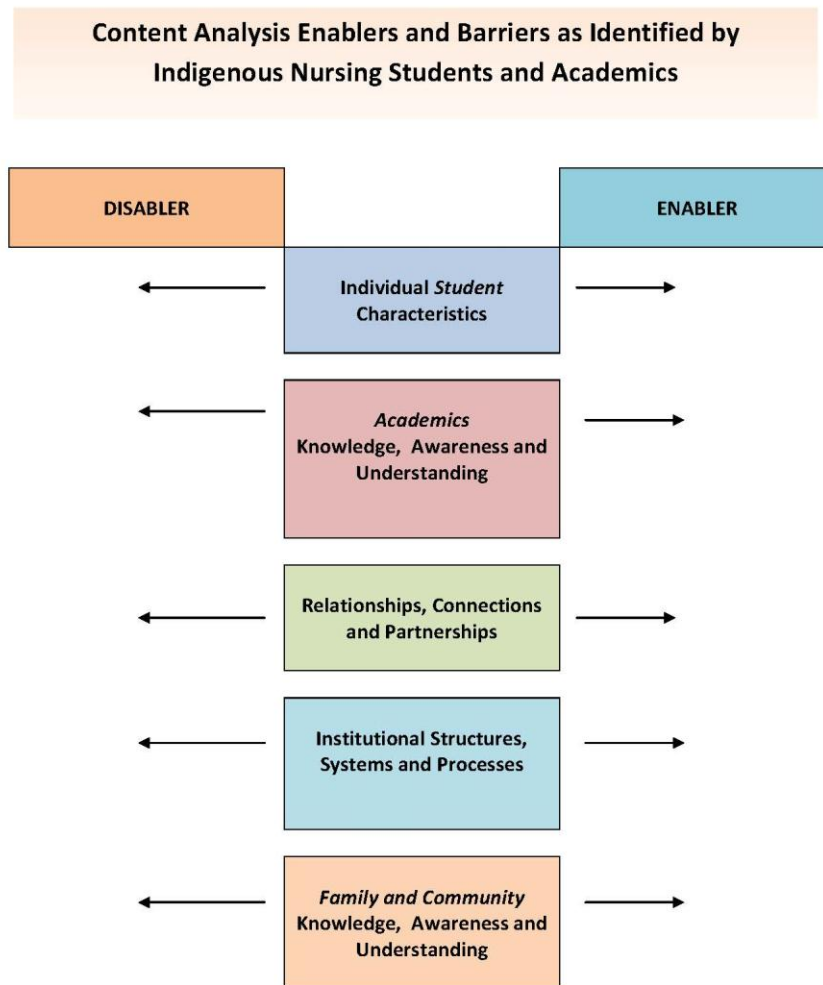 Content Analysis Enablers and Barriers as Identified by
Indigenous Nursing Students and Academics
DISABLER
ENABLER
Individual Student
Characteristics
Academics
Knowledge, Awareness and
Understanding
Relationships, Connections
and Partnerships
Institutional Structures,
Systems and Processes
Family and Community
Knowledge, Awareness and
Understanding